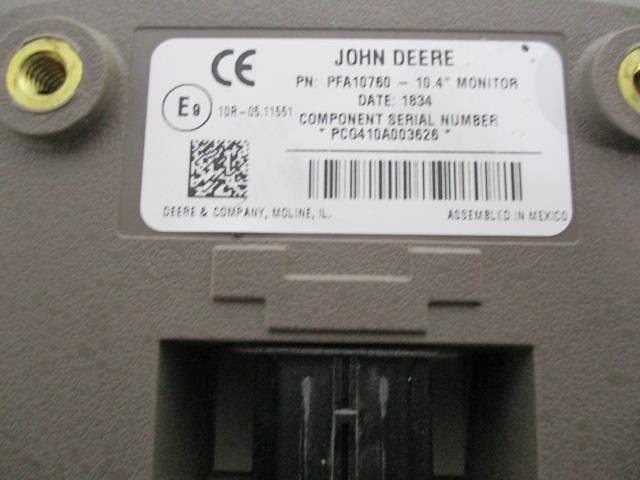 CE
JOHN DEERE
PN: PFA10760 - 10.4" MONITOR
DATE: 1834
E9
10R-05.11551
COMPONENT SERIAL NUMBER
* PCG410A003626 *
DEERE & COMPANY, MOLINE, IL.
ASSEMBLED IN MEXICO